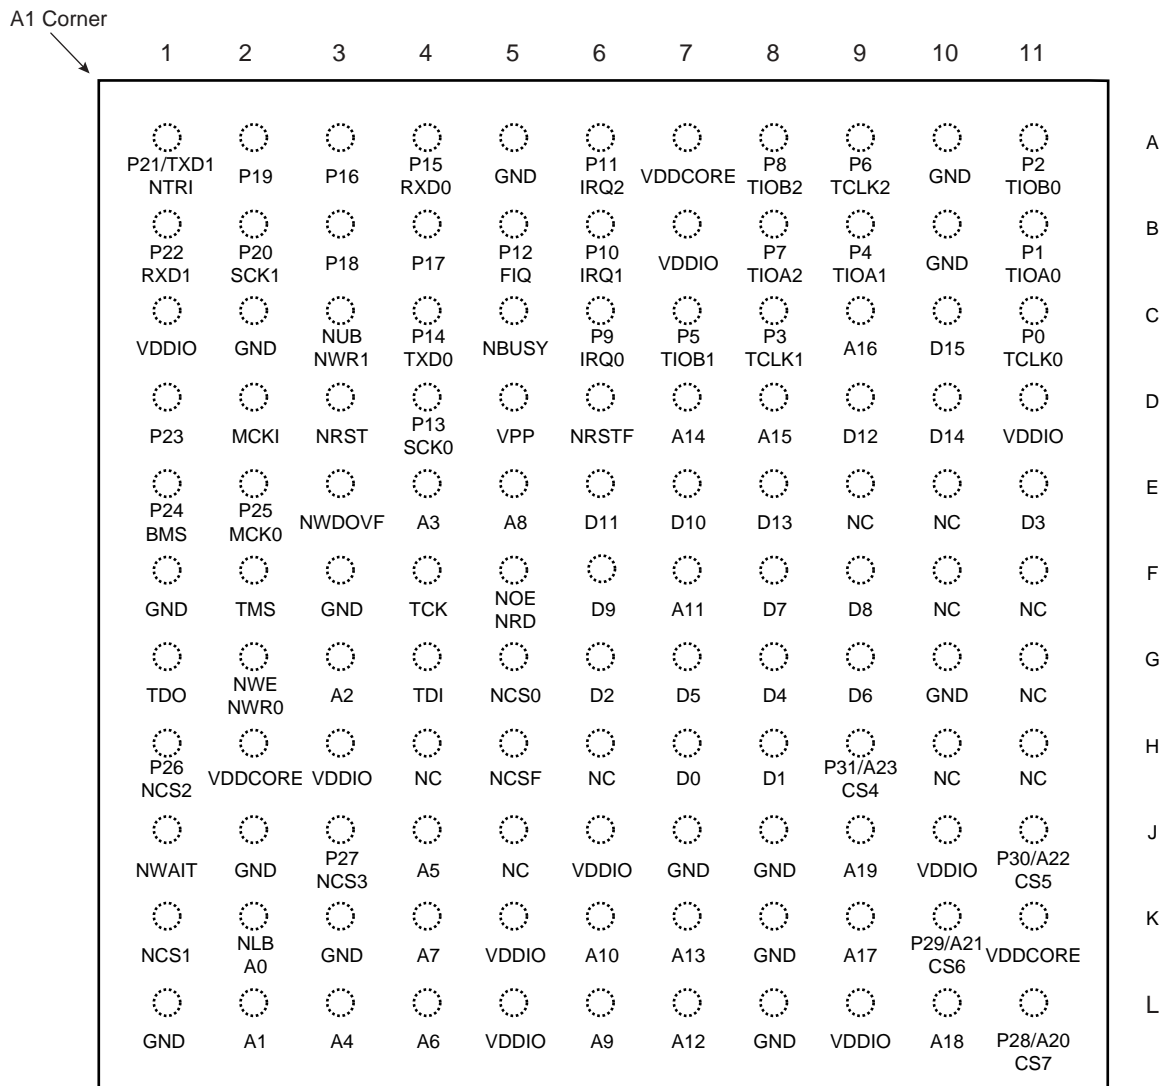 A1 Corner
1 2 3 4 5 6 7 8 9 10 11
A
P21/TXD1 P19 P16 P15 GND P11 VDDCORE P8 P6 GND P2
NTRI RXD0 IRQ2 TIOB2 TCLK2 TIOB0
B
P22 P20 P18 P17 P12 P10 VDDIO P7 P4 GND P1
RXD1 SCK1 FIQ IRQ1 TIOA2 TIOA1 TIOA0
C
VDDIO GND NUB P14 NBUSY P9 P5 P3 A16 D15 P0
NWR1 TXD0 IRQ0 TIOB1 TCLK1 TCLK0
D
P23 MCKI NRST P13 VPP NRSTF A14 A15 D12 D14 VDDIO
SCK0
E
P24 P25 NWDOVF A3 A8 D11 D10 D13 NC NC D3
BMS MCK0
F
GND TMS GND TCK NOE D9 A11 D7 D8 NC NC
NRD
G
TDO NWE A2 TDI NCS0 D2 D5 D4 D6 GND NC
NWR0
H
P26 VDDCORE VDDIO NC NCSF NC D0 D1 P31/A23 NC NC
NCS2 CS4
J
NWAIT GND P27 A5 NC VDDIO GND GND A19 VDDIO P30/A22
NCS3 CS5
K
NCS1 NLB GND A7 VDDIO A10 A13 GND A17 P29/A21 VDDCORE
A0 CS6
L
GND A1 A4 A6 VDDIO A9 A12 GND VDDIO A18 P28/A20
CS7